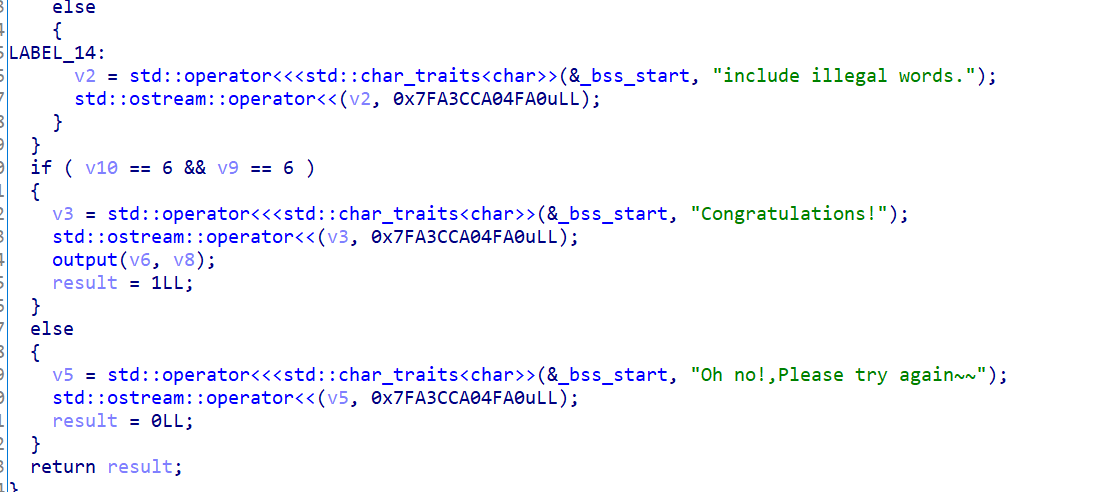 else
{
LABEL_14:
v2 = std::operator<<<std::char_traits<char>>(&_bss_start, "include illegal words.");
std::ostream::operator<<(v2, 0x7FA3CCA04FA0uLL);
}
}
if ( v10 == 6 && v9 == 6 )
{
v3 = std::operator<<<std::char_traits<char>>(&_bss_start, "Congratulations!");
std::ostream::operator<<(v3, 0x7FA3CCA04FA0uLL);
output(v6, v8);
result = 1LL;
}
else
{
v5 = std::operator<<<std::char_traits<char>>(&_bss_start, "Oh no!,Please try again~~");
std::ostream::operator<<(v5, 0x7FA3CCA04FA0uLL);
result = 0LL;
}
return result;
}